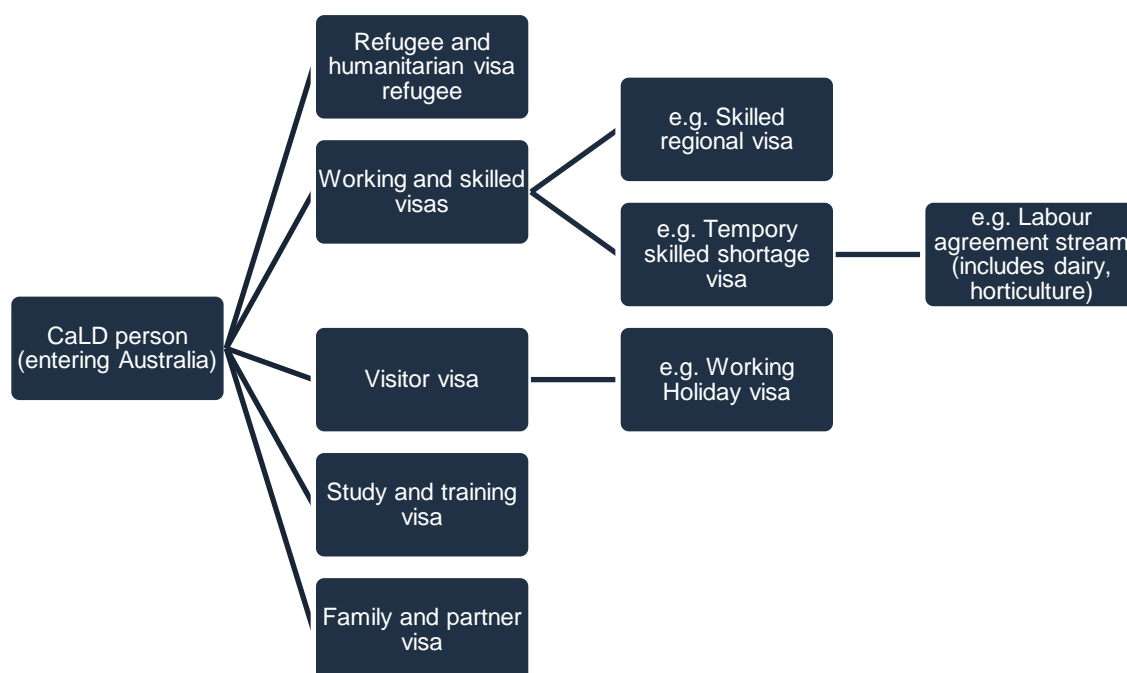 Refugee and
humanitarian visa
refugee
e.g. Skilled
regional visa
Working and skilled
visas
e.g. Tempory
skilled shortage
visa
e.g. Labour
agreement stream
(includes dairy,
horticulture)
CaLD person
(entering Australia)
Visitor visa
e.g. Working
Holiday visa
Study and training
visa
Family and partner
visa